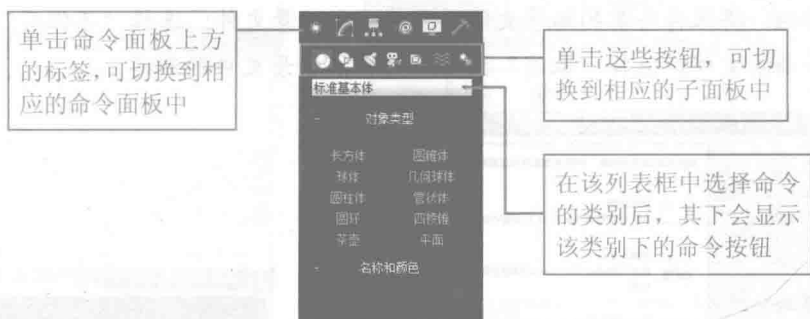 单击命令面板上方
的标签,可切换到相
应的命令面板中
标准基本体
- 对象类型
长方体 圆锥体
球体 几何球体
圆柱体 管状体
圆环 四棱锥
茶壶 平面
- 名称和颜色
单击这些按钮，可切
换到相应的子面板中
在该列表框中选择命令
的类别后，其下会显示
该类别下的命令按钮